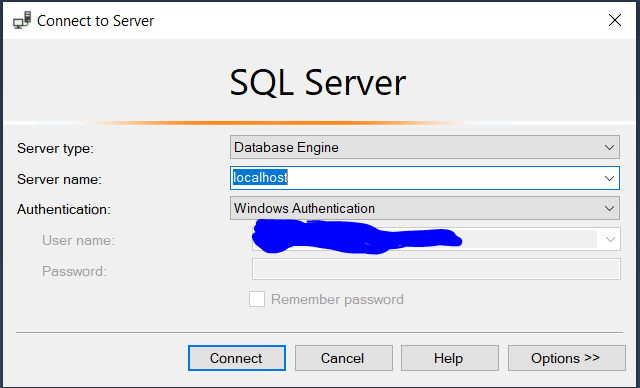 Connect to Server
SQL Server
Server type: Database Engine
Server name: localhost
Authentication: Windows Authentication
User name:
Password:
Remember password
Connect Cancel Help Options >>